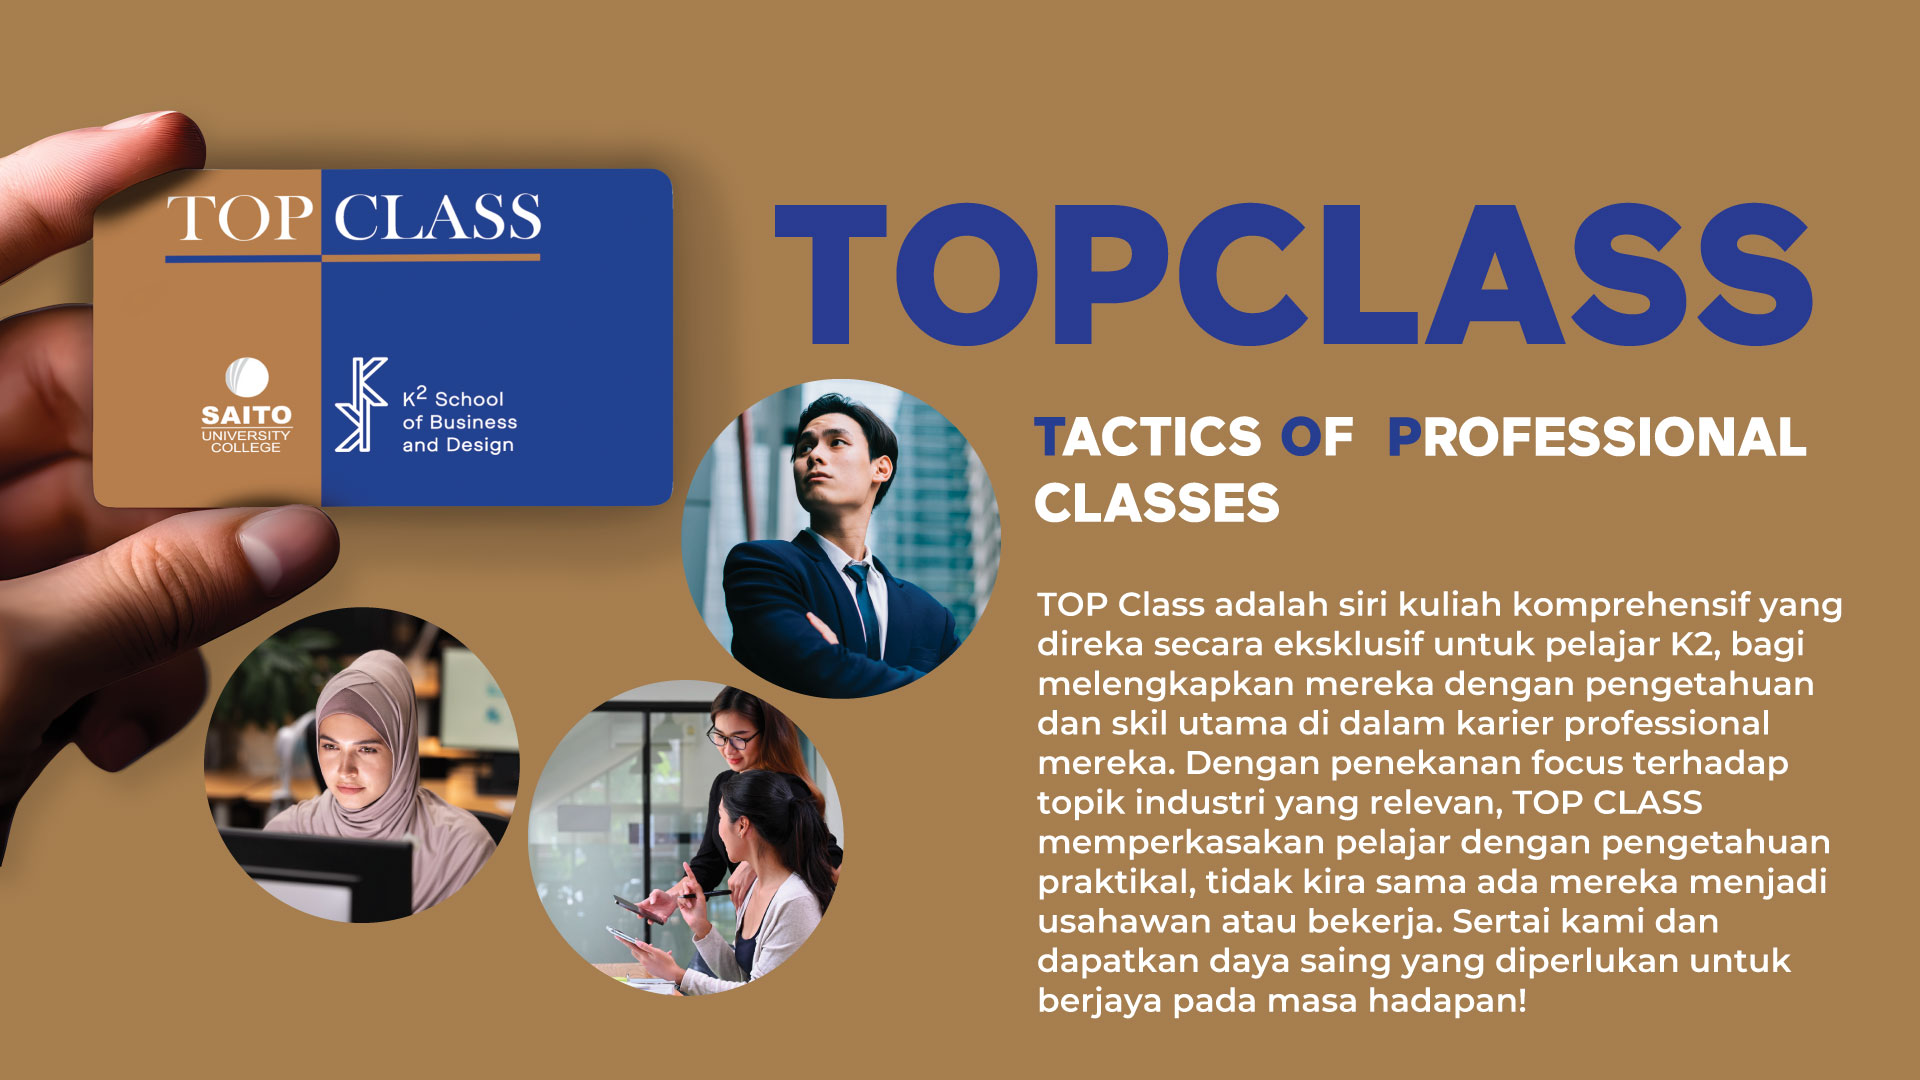 TOP CLASS
SAITO
UNIVERSITY
COLLEGE
K² School
of Business
and Design
TOPCLASS
TACTICS OF PROFESSIONAL
CLASSES
TOP Class adalah siri kuliah komprehensif yang
direka secara eksklusif untuk pelajar K2, bagi
melengkapkan mereka dengan pengetahuan
dan skil utama di dalam karier professional
mereka. Dengan penekanan focus terhadap
topik industri yang relevan, TOP CLASS
memperkasakan pelajar dengan pengetahuan
praktikal, tidak kira sama ada mereka menjadi
usahawan atau bekerja. Sertai kami dan
dapatkan daya saing yang diperlukan untuk
berjaya pada masa hadapan!